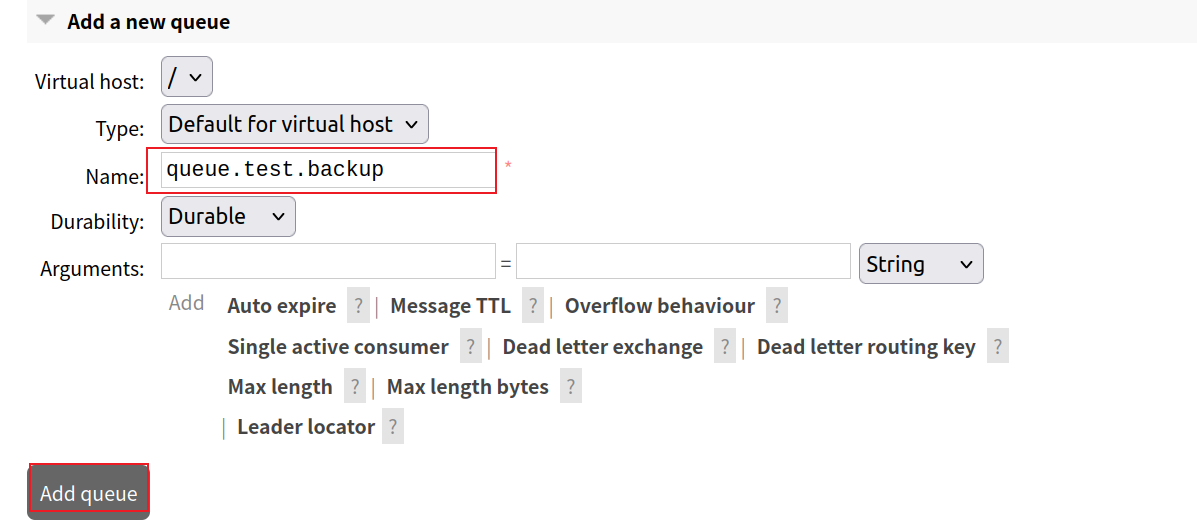 Add a new queue
Virtual host: /
Type: Default for virtual host
Name: queue.test.backup *
Durability: Durable
Arguments: = String
Add Auto expire ? | Message TTL ? | Overflow behaviour ?
Single active consumer ? | Dead letter exchange ? | Dead letter routing key ?
Max length ? | Max length bytes ?
| Leader locator ?
Add queue